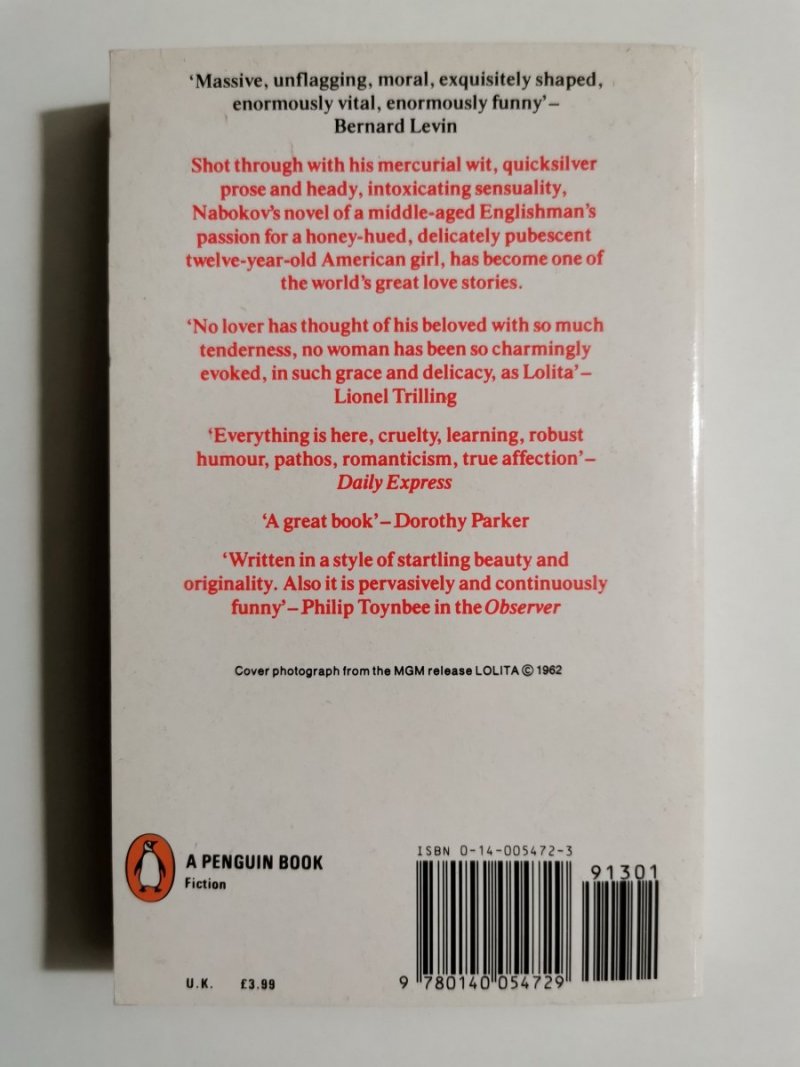 ‘Massive, unflagging, moral, exquisitely shaped,
enormously vital, enormously funny’–
Bernard Levin
Shot through with his mercurial wit, quicksilver
prose and heady, intoxicating sensuality,
Nabokov's novel of a middle-aged Englishman's
passion for a honey-hued, delicately pubescent
twelve-year-old American girl, has become one of
the world's great love stories.
‘No lover has thought of his beloved with so much
tenderness, no woman has been so charmingly
evoked, in such grace and delicacy, as Lolita’–
Lionel Trilling
‘Everything is here, cruelty, learning, robust
humour, pathos, romanticism, true affection’–
Daily Express
‘A great book’–Dorothy Parker
‘Written in a style of startling beauty and
originality. Also it is pervasively and continuously
funny’–Philip Toynbee in the Observer
Cover photograph from the MGM release LOLITA © 1962
A PENGUIN BOOK
Fiction
ISBN 0-14-005472-3
91301
U.K. £3.99
9 780140 054729